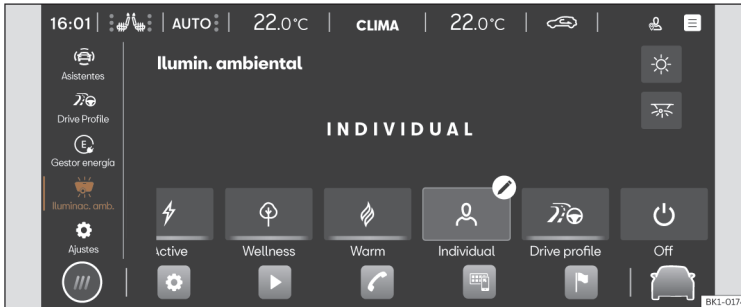 16:01 AUTO 22.0°C CLIMA 22.0°C
Asistentes
Drive Profile
E
Gestor energía
Iluminac. amb.
Ajustes
Ilumin. ambiental
INDIVIDUAL
Active Wellness Warm Individual Drive profile Off
BK1-0174